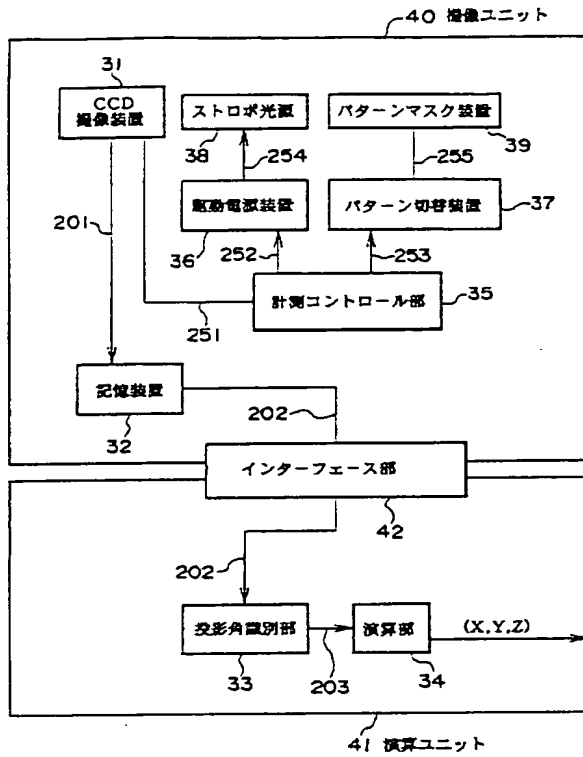 40 撮像ユニット
31
CCD
撮像装置
ストロボ光源
パターンマスク装置
38
254
39
255
201
駆動電源装置
パターン切替装置
37
36
252
253
計測コントロール部
35
251
記憶装置
32
202
インターフェース部
42
202
投影角識別部
演算部
(X,Y,Z)
33
203
34
41 演算ユニット